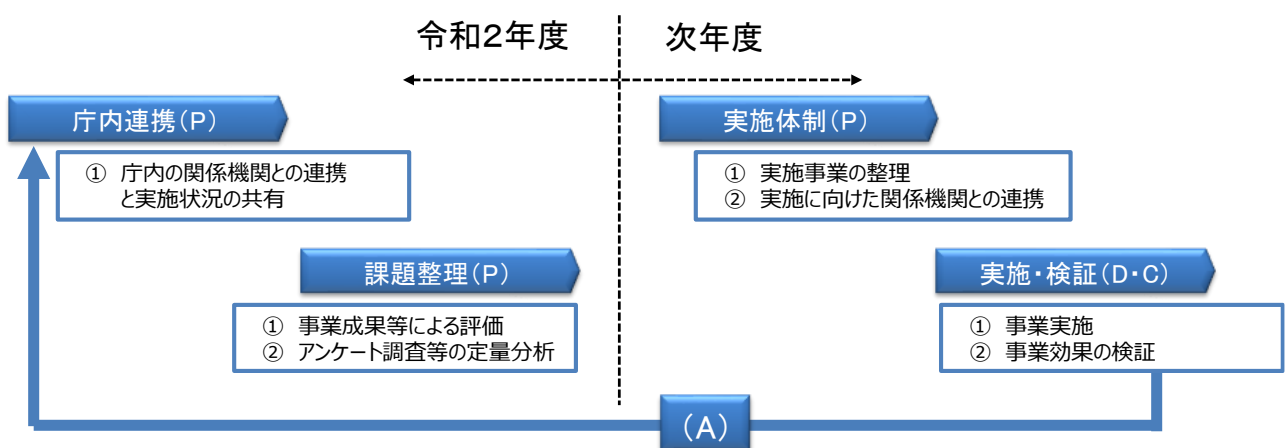 令和2年度
次年度
庁内連携(P)
① 庁内の関係機関との連携
と実施状況の共有
課題整理(P)
① 事業成果等による評価
② アンケート調査等の定量分析
実施体制(P)
① 実施事業の整理
② 実施に向けた関係機関との連携
実施・検証(D・C)
① 事業実施
② 事業効果の検証
(A)